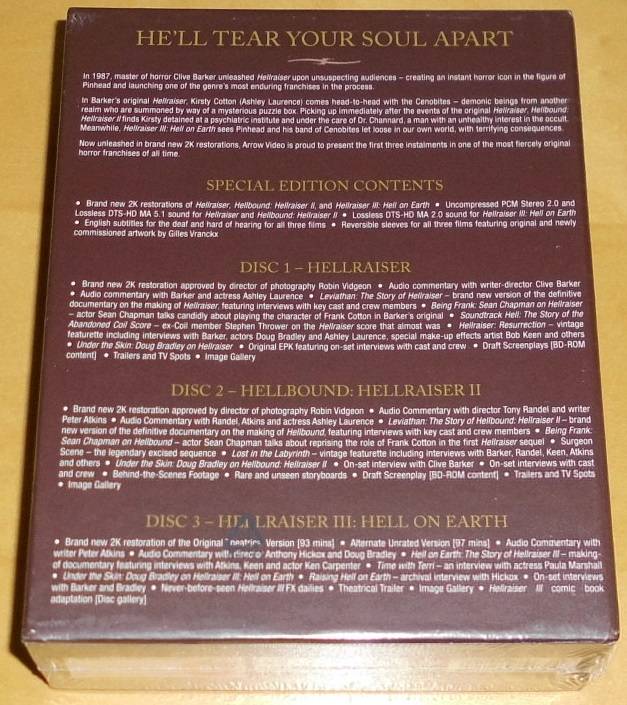 HE'LL TEAR YOUR SOUL APART
In 1987, master of horror Clive Barker unleashed Hellraiser upon unsuspecting audiences – creating an instant horror icon in the figure of
Pinhead and launching one of the genre's most enduring franchises in the process.
In Barker's original Hellraiser, Kirsty Cotton (Ashley Laurence) comes head-to-head with the Cenobites – demonic beings from another
realm who are summoned by way of a mysterious puzzle box. Picking up immediately after the events of the original Hellraiser, Hellbound:
Hellraiser II finds Kirsty detained at a psychiatric institute and under the care of Dr. Channard, a man with an unhealthy interest in the occult.
Meanwhile, Hellraiser III: Hell on Earth sees Pinhead and his band of Cenobites let loose in our own world, with terrifying consequences.
Now unleashed in brand new 2K restorations, Arrow Video is proud to present the first three instalments in one of the most fiercely original
horror franchises of all time.
SPECIAL EDITION CONTENTS
• Brand new 2K restorations of Hellraiser, Hellbound: Hellraiser II, and Hellraiser III: Hell on Earth • Uncompressed PCM Stereo 2.0 and
Lossless DTS-HD MA 5.1 sound for Hellraiser and Hellbound: Hellraiser II • Lossless DTS-HD MA 2.0 sound for Hellraiser III: Hell on Earth
• English subtitles for the deaf and hard of hearing for all three films • Reversible sleeves for all three films featuring original and newly
commissioned artwork by Gilles Vranckx
DISC 1 – HELLRAISER
• Brand new 2K restoration approved by director of photography Robin Vidgeon • Audio commentary with writer-director Clive Barker
• Audio commentary with Barker and actress Ashley Laurence • Leviathan: The Story of Hellraiser – brand new version of the definitive
documentary on the making of Hellraiser, featuring interviews with key cast and crew members • Being Frank: Sean Chapman on Hellraiser
– actor Sean Chapman talks candidly about playing the character of Frank Cotton in Barker's original • Soundtrack Hell: The Story of the
Abandoned Coil Score – ex-Coil member Stephen Thrower on the Hellraiser score that almost was • Hellraiser: Resurrection – vintage
featurette including interviews with Barker, actors Doug Bradley and Ashley Laurence, special make-up effects artist Bob Keen and others
• Under the Skin: Doug Bradley on Hellraiser • Original EPK featuring on-set interviews with cast and crew • Draft Screenplays [BD-ROM
content] • Trailers and TV Spots • Image Gallery
DISC 2 – HELLBOUND: HELLRAISER II
• Brand new 2K restoration approved by director of photography Robin Vidgeon • Audio Commentary with director Tony Randel and writer
Peter Atkins • Audio Commentary with Randel, Atkins and actress Ashley Laurence • Leviathan: The Story of Hellbound: Hellraiser II – brand
new version of the definitive documentary on the making of Hellbound, featuring interviews with key cast and crew members • Being Frank:
Sean Chapman on Hellbound – actor Sean Chapman talks about reprising the role of Frank Cotton in the first Hellraiser sequel • Surgeon
Scene – the legendary excised sequence • Lost in the Labyrinth – vintage featurette including interviews with Barker, Randel, Keen, Atkins
and others • Under the Skin: Doug Bradley on Hellbound: Hellraiser II • On-set interview with Clive Barker • On-set interviews with cast
and crew • Behind-the-Scenes Footage • Rare and unseen storyboards • Draft Screenplay [BD-ROM content] • Trailers and TV Spots
• Image Gallery
DISC 3 – HELLRAISER III: HELL ON EARTH
• Brand new 2K restoration of the Original Theatrical Version [93 mins] • Alternate Unrated Version [97 mins] • Audio Commentary with
writer Peter Atkins • Audio Commentary with director Anthony Hickox and Doug Bradley • Hell on Earth: The Story of Hellraiser III – making-
of documentary featuring interviews with Atkins, Keen and actor Ken Carpenter • Time with Terri – an interview with actress Paula Marshall
• Under the Skin: Doug Bradley on Hellraiser III: Hell on Earth • Raising Hell on Earth – archival interview with Hickox • On-set interviews
with Barker and Bradley • Never-before-seen Hellraiser III FX dailies • Theatrical Trailer • Image Gallery • Hellraiser III comic book
adaptation [Disc gallery]